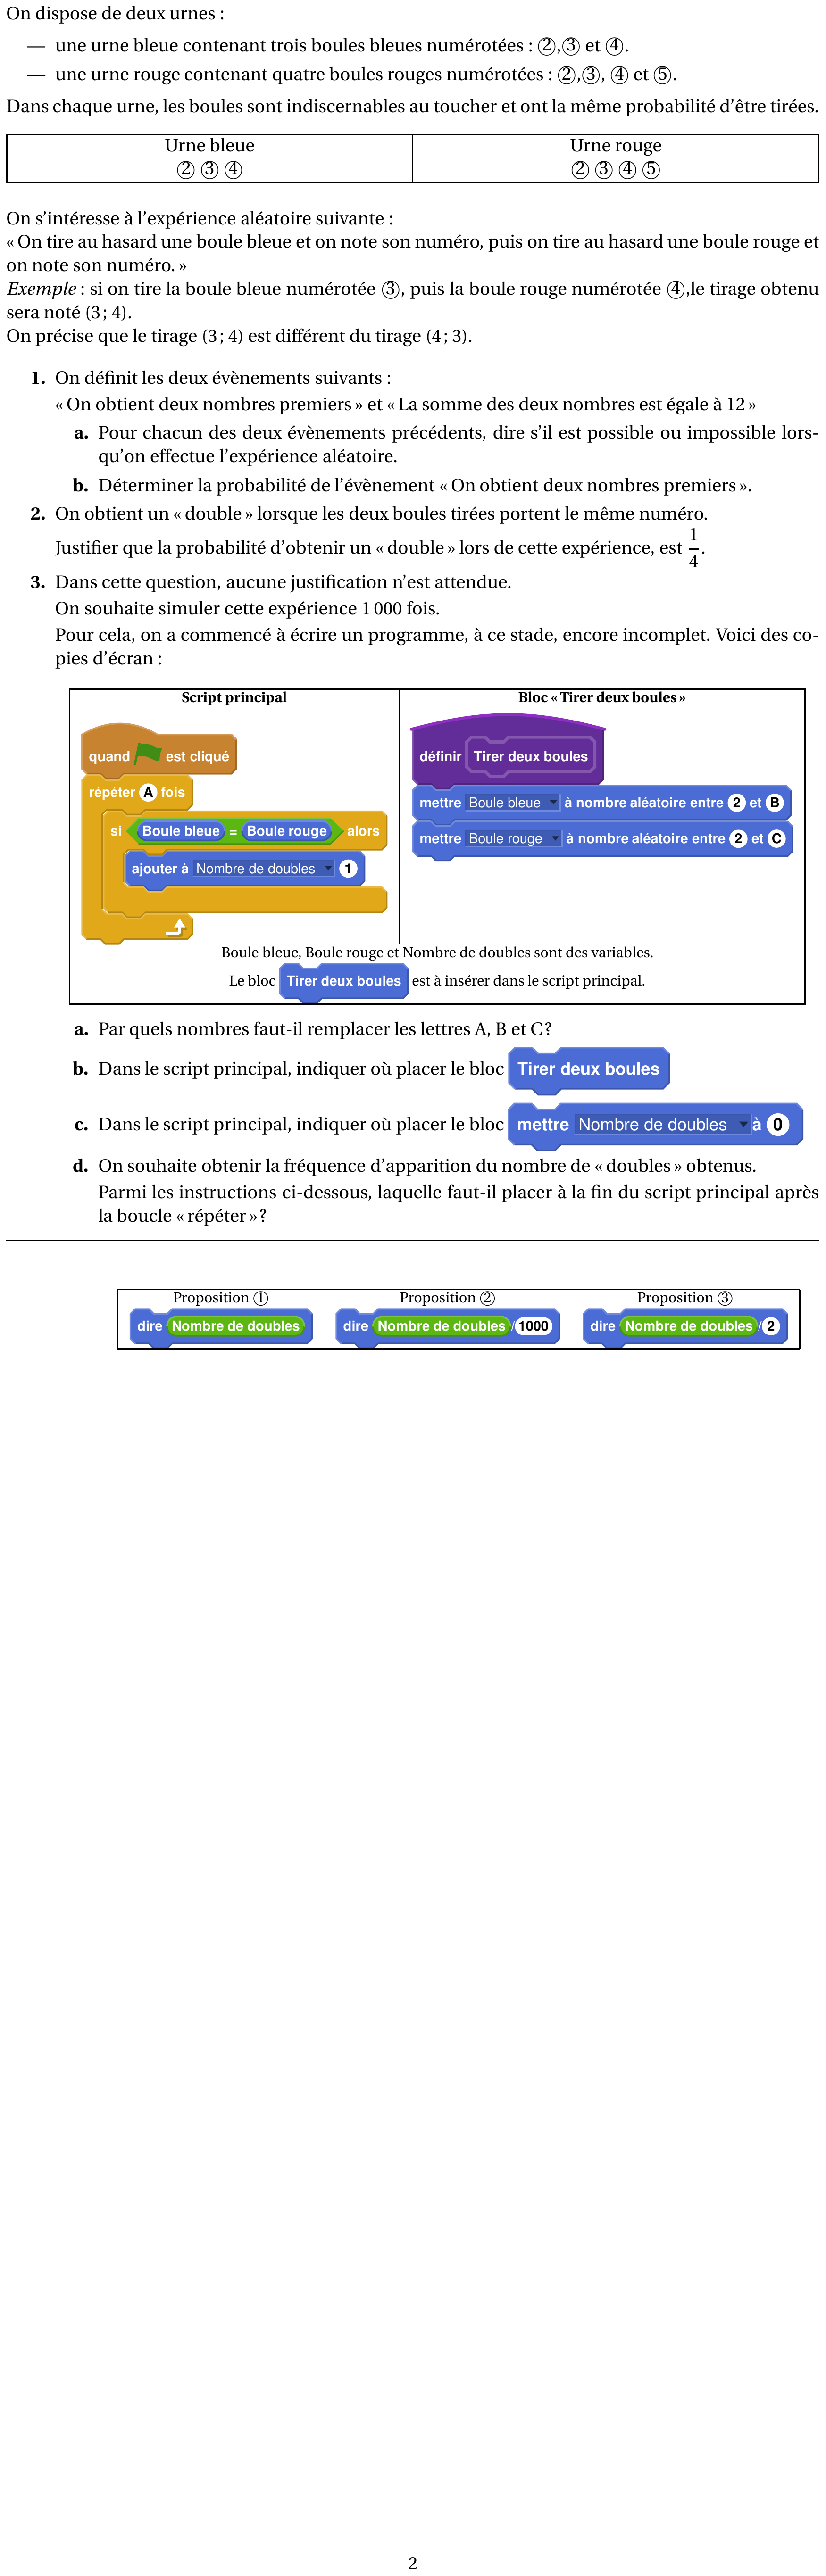 On dispose de deux urnes :
— une urne bleue contenant trois boules bleues numérotées : ②,③ et ④.
— une urne rouge contenant quatre boules rouges numérotées : ②,③, ④ et ⑤.
Dans chaque urne, les boules sont indiscernables au toucher et ont la même probabilité d'être tirées.
Urne bleue
② ③ ④
Urne rouge
② ③ ④ ⑤
On s'intéresse à l'expérience aléatoire suivante :
« On tire au hasard une boule bleue et on note son numéro, puis on tire au hasard une boule rouge et
on note son numéro. »
Exemple : si on tire la boule bleue numérotée ③, puis la boule rouge numérotée ④,le tirage obtenu
sera noté (3 ; 4).
On précise que le tirage (3 ; 4) est différent du tirage (4 ; 3).
1. On définit les deux évènements suivants :
« On obtient deux nombres premiers » et « La somme des deux nombres est égale à 12 »
a. Pour chacun des deux évènements précédents, dire s'il est possible ou impossible lors-
qu'on effectue l'expérience aléatoire.
b. Déterminer la probabilité de l'évènement « On obtient deux nombres premiers ».
2. On obtient un « double » lorsque les deux boules tirées portent le même numéro.
Justifier que la probabilité d'obtenir un « double » lors de cette expérience, est 1/4.
3. Dans cette question, aucune justification n'est attendue.
On souhaite simuler cette expérience 1 000 fois.
Pour cela, on a commencé à écrire un programme, à ce stade, encore incomplet. Voici des co-
pies d'écran :
Script principal
quand est cliqué
répéter A fois
si Boule bleue = Boule rouge alors
ajouter à Nombre de doubles 1
Bloc « Tirer deux boules »
définir Tirer deux boules
mettre Boule bleue à nombre aléatoire entre 2 et B
mettre Boule rouge à nombre aléatoire entre 2 et C
Boule bleue, Boule rouge et Nombre de doubles sont des variables.
Le bloc Tirer deux boules est à insérer dans le script principal.
a. Par quels nombres faut-il remplacer les lettres A, B et C ?
b. Dans le script principal, indiquer où placer le bloc Tirer deux boules
c. Dans le script principal, indiquer où placer le bloc mettre Nombre de doubles à 0
d. On souhaite obtenir la fréquence d'apparition du nombre de « doubles » obtenus.
Parmi les instructions ci-dessous, laquelle faut-il placer à la fin du script principal après
la boucle « répéter » ?
Proposition ① Proposition ② Proposition ③
dire Nombre de doubles dire Nombre de doubles /1000 dire Nombre de doubles /2
2